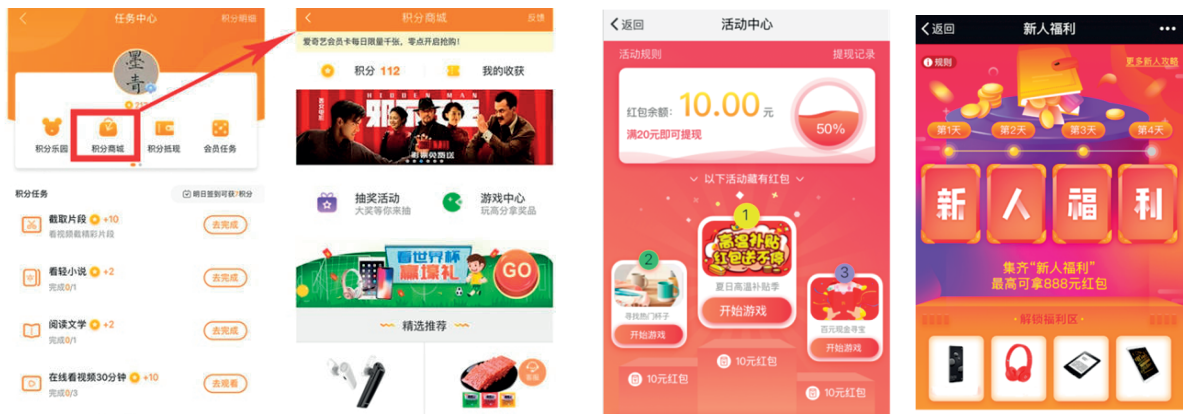 任务中心
积分明细
墨青
积分乐园
积分商城
积分抵现
会员任务
积分任务
明日签到可获7积分
截取片段 +10
看视频截精彩片段
去完成
看轻小说 +2
完成0/1
去完成
阅读文学 +2
完成0/1
去完成
在线看视频30分钟 +10
完成0/3
去观看
积分商城
反馈
爱奇艺会员卡每日限量千张，零点开启抢购！
积分 112
我的收获
HIDDEN MAN
影票免费送
抽奖活动
大奖等你来抽
游戏中心
玩高分拿奖品
看世界杯
赢壕礼
GO
精选推荐
客服
返回
活动中心
活动规则
提现记录
红包余额：10.00元
满20元即可提现
50%
以下活动藏有红包
1
高温补贴
红包送不停
夏日高温补贴季
开始游戏
2
寻找热门杯子
开始游戏
3
百元现金寻宝
开始游戏
10元红包
10元红包
10元红包
返回
新人福利
规则
更多新人攻略
第1天
第2天
第3天
第4天
新
人
福
利
集齐“新人福利”
最高可拿888元红包
解锁福利区